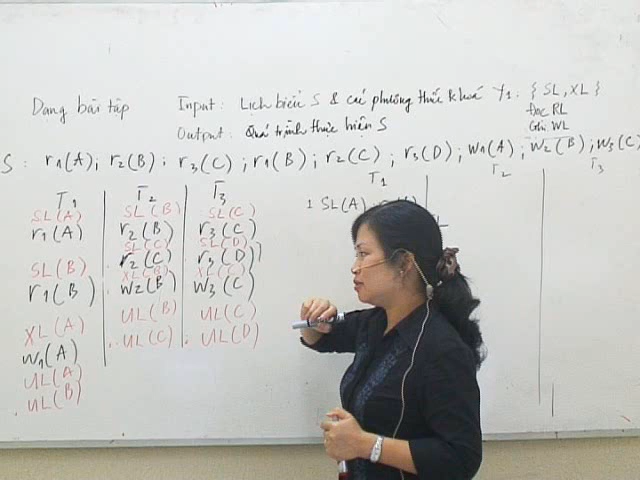 Dạng bài tập Input: Lịch biểu S & các phương thức khoá Y1: { SL, XL }
Đọc RL
Output: Quá trình thực hiện S Ghi WL
S: r1(A); r2(B); r3(C); r1(B); r2(C); r3(D); w1(A); w2(B); w3(C)
T1 T2 T3
T1 T2 T3
SL(A) SL(B) SL(C)
1 SL(A)
r1(A) r2(B) r3(C)
SL(C) SL(D)
r2(C) r3(D)
SL(B) XL(B) XL(C)
r1(B) w2(B) w3(C)
UL(B) UL(C)
XL(A) UL(C) UL(D)
w1(A)
UL(A)
UL(B)